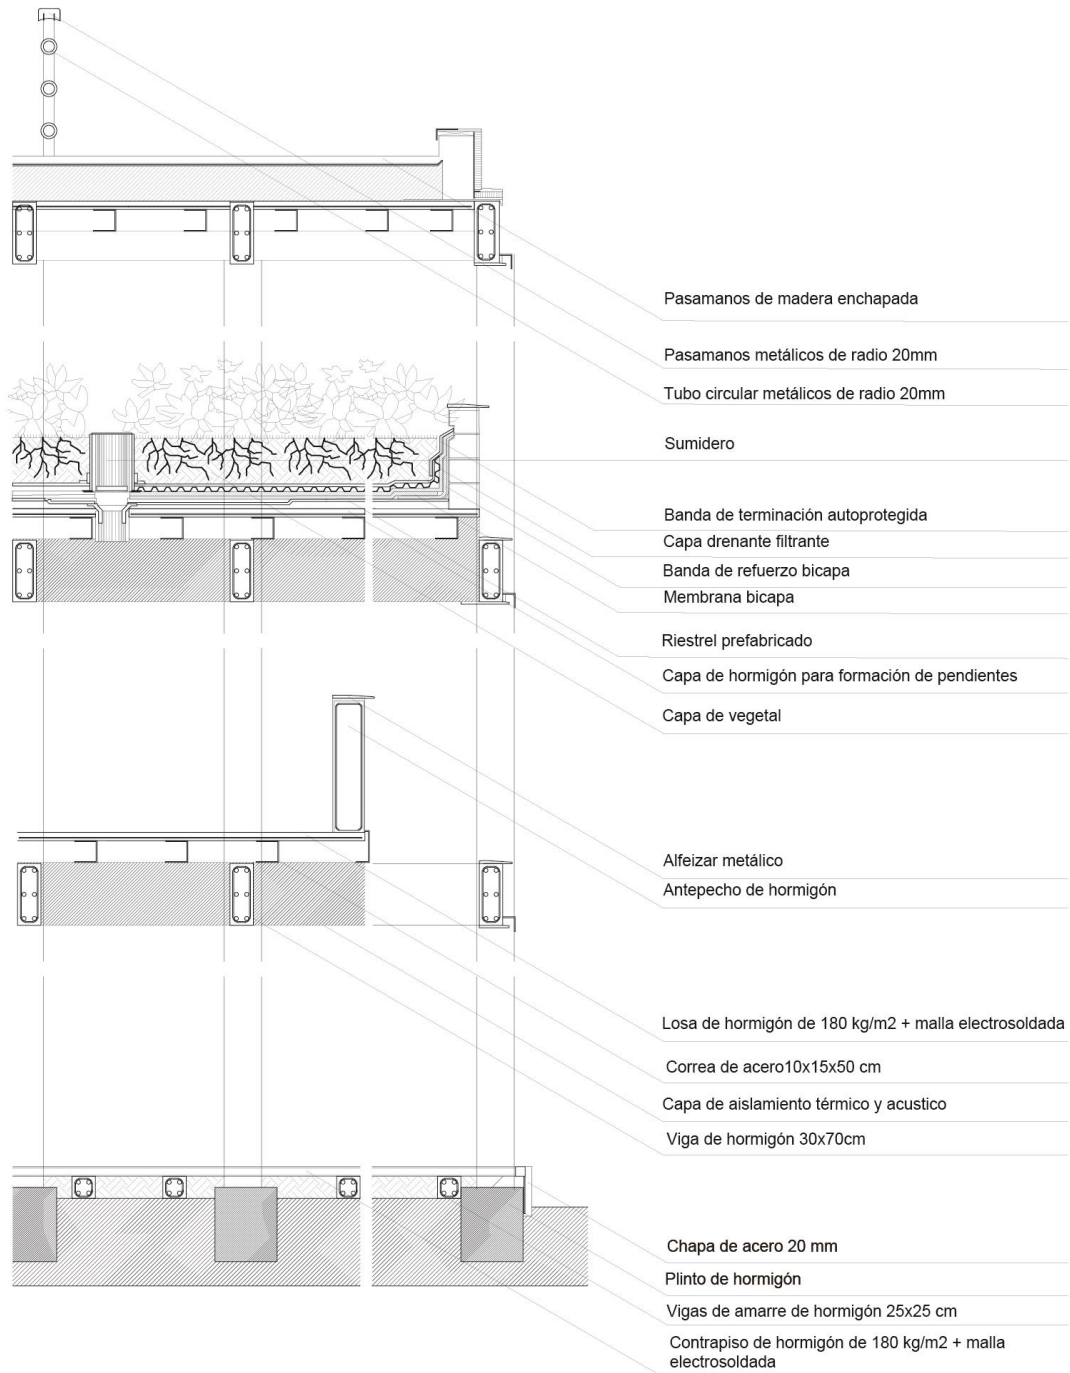 Pasamanos de madera enchapada
Pasamanos metálicos de radio 20mm
Tubo circular metálicos de radio 20mm
Sumidero
Banda de terminación autoprotegida
Capa drenante filtrante
Banda de refuerzo bicapa
Membrana bicapa
Riestrel prefabricado
Capa de hormigón para formación de pendientes
Capa de vegetal
Alfeizar metálico
Antepecho de hormigón
Losa de hormigón de 180 kg/m2 + malla electrosoldada
Correa de acero10x15x50 cm
Capa de aislamiento térmico y acustico
Viga de hormigón 30x70cm
Chapa de acero 20 mm
Plinto de hormigón
Vigas de amarre de hormigón 25x25 cm
Contrapiso de hormigón de 180 kg/m2 + malla
electrosoldada